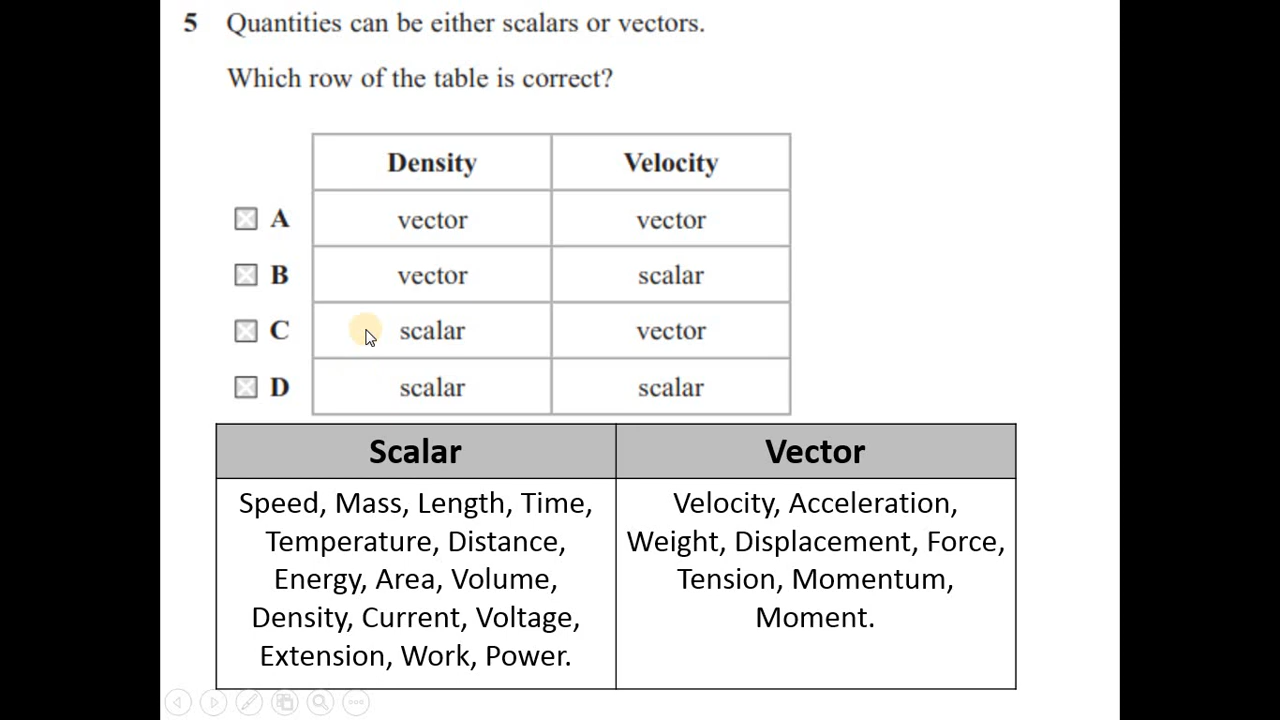 5 Quantities can be either scalars or vectors.
Which row of the table is correct?
Density Velocity
A vector vector
B vector scalar
C scalar vector
D scalar scalar
Scalar Vector
Speed, Mass, Length, Time, Velocity, Acceleration,
Temperature, Distance, Weight, Displacement, Force,
Energy, Area, Volume, Tension, Momentum,
Density, Current, Voltage, Moment.
Extension, Work, Power.